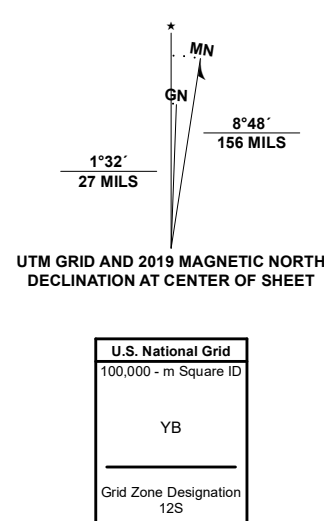 ★
MN
GN
8°48´
156 MILS
1°32´
27 MILS
UTM GRID AND 2019 MAGNETIC NORTH
DECLINATION AT CENTER OF SHEET
U.S. National Grid
100,000 - m Square ID
YB
Grid Zone Designation
12S